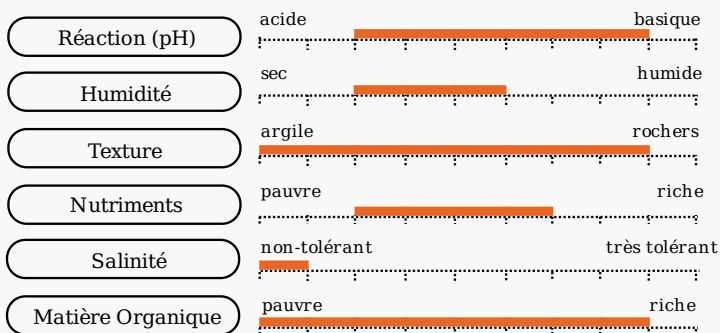 acide basique
Réaction (pH)
sec humide
Humidité
argile rochers
Texture
pauvre riche
Nutriments
non-tolérant très tolérant
Salinité
pauvre riche
Matière Organique